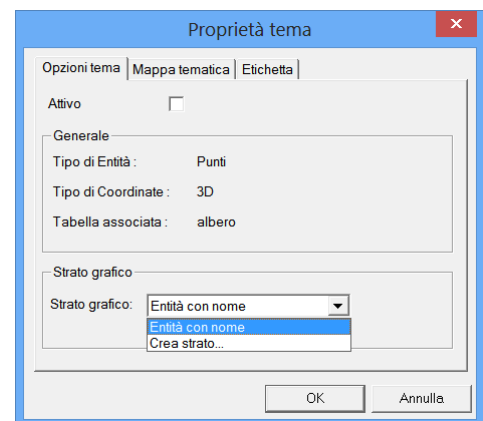 Proprietà tema
Opzioni tema Mappa tematica Etichetta
Attivo
Generale
Tipo di Entità : Punti
Tipo di Coordinate : 3D
Tabella associata : albero
Strato grafico
Strato grafico: Entità con nome
Entità con nome
Crea strato...
OK Annulla